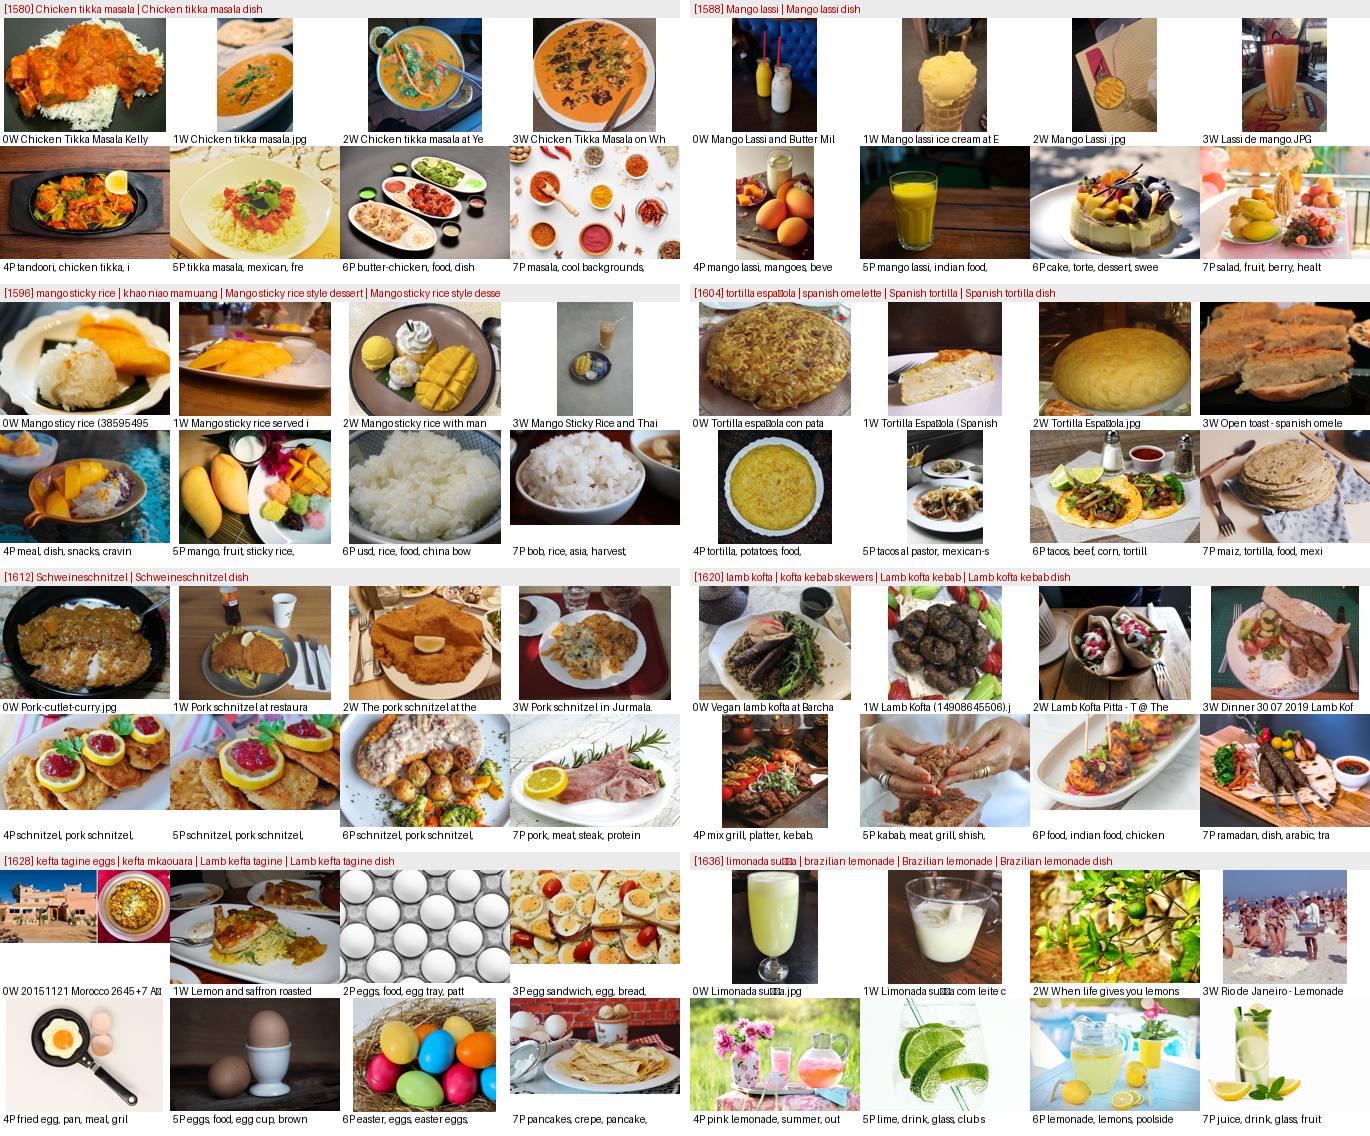 [1580] Chicken tikka masala | Chicken tikka masala dish
0W Chicken Tikka Masala Kelly
1W Chicken tikka masala.jpg
2W Chicken tikka masala at Ye
3W Chicken Tikka Masala on Wh
4P tandoori, chicken tikka, i
5P tikka masala, mexican, fre
6P butter-chicken, food, dish
7P masala, cool backgrounds,
[1588] Mango lassi | Mango lassi dish
0W Mango Lassi and Butter Mil
1W Mango lassi ice cream at E
2W Mango Lassi .jpg
3W Lassi de mango.JPG
4P mango lassi, mangoes, beve
5P mango lassi, indian food,
6P cake, torte, dessert, swee
7P salad, fruit, berry, healt
[1596] mango sticky rice | khao niao mamuang | Mango sticky rice style dessert | Mango sticky rice style desse
0W Mango sticy rice (38595495
1W Mango sticky rice served i
2W Mango sticky rice with man
3W Mango Sticky Rice and Thai
4P meal, dish, snacks, cravin
5P mango, fruit, sticky rice,
6P usd, rice, food, china bow
7P bob, rice, asia, harvest,
[1604] tortilla espa▯▯ola | spanish omelette | Spanish tortilla | Spanish tortilla dish
0W Tortilla espa▯▯ola con pata
1W Tortilla Espa▯▯ola (Spanish
2W Tortilla Espa▯▯ola.jpg
3W Open toast - spanish omele
4P tortilla, potatoes, food,
5P tacos al pastor, mexican-s
6P tacos, beef, corn, tortill
7P maiz, tortilla, food, mexi
[1612] Schweineschnitzel | Schweineschnitzel dish
0W Pork-cutlet-curry.jpg
1W Pork schnitzel at restaura
2W The pork schnitzel at the
3W Pork schnitzel in Jurmala.
4P schnitzel, pork schnitzel,
5P schnitzel, pork schnitzel,
6P schnitzel, pork schnitzel,
7P pork, meat, steak, protein
[1620] lamb kofta | kofta kebab skewers | Lamb kofta kebab | Lamb kofta kebab dish
0W Vegan lamb kofta at Barcha
1W Lamb Kofta (14908645506).j
2W Lamb Kofta Pitta - T @ The
3W Dinner 30 07 2019 Lamb Kof
4P mix grill, platter, kebab,
5P kabab, meat, grill, shish,
6P food, indian food, chicken
7P ramadan, dish, arabic, tra
[1628] kefta tagine eggs | kefta mkaouara | Lamb kefta tagine | Lamb kefta tagine dish
0W 20151121 Morocco 2645+7 A▯
1W Lemon and saffron roasted
2P eggs, food, egg tray, patt
3P egg sandwich, egg, bread,
4P fried egg, pan, meal, gril
5P eggs, food, egg cup, brown
6P easter, eggs, easter eggs,
7P pancakes, crepe, pancake,
[1636] limonada su▯▯▯a | brazilian lemonade | Brazilian lemonade | Brazilian lemonade dish
0W Limonada su▯▯▯a.jpg
1W Limonada su▯▯▯a com leite c
2W When life gives you lemons
3W Rio de Janeiro - Lemonade
4P pink lemonade, summer, out
5P lime, drink, glass, club s
6P lemonade, lemons, poolside
7P juice, drink, glass, fruit